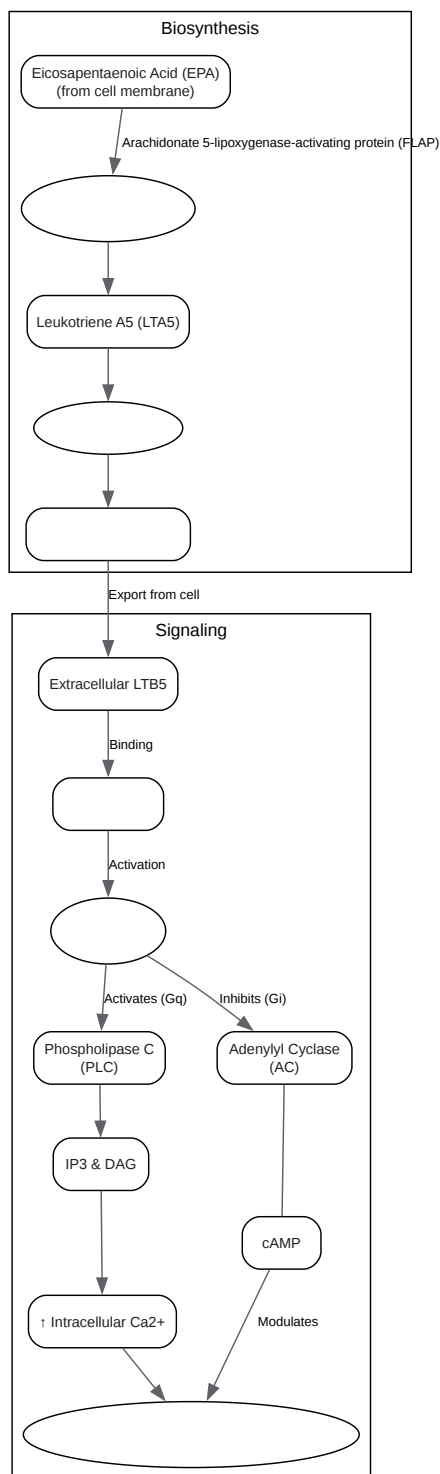 Biosynthesis
Eicosapentaenoic Acid (EPA)
(from cell membrane)
Arachidonate 5-lipoxygenase-activating protein (FLAP)
Leukotriene A5 (LTA5)
Export from cell
Signaling
Extracellular LTB5
Binding
Activation
Activates (Gq)
Inhibits (Gi)
Phospholipase C
(PLC)
Adenylyl Cyclase
(AC)
IP3 & DAG
cAMP
↑ Intracellular Ca2+
Modulates